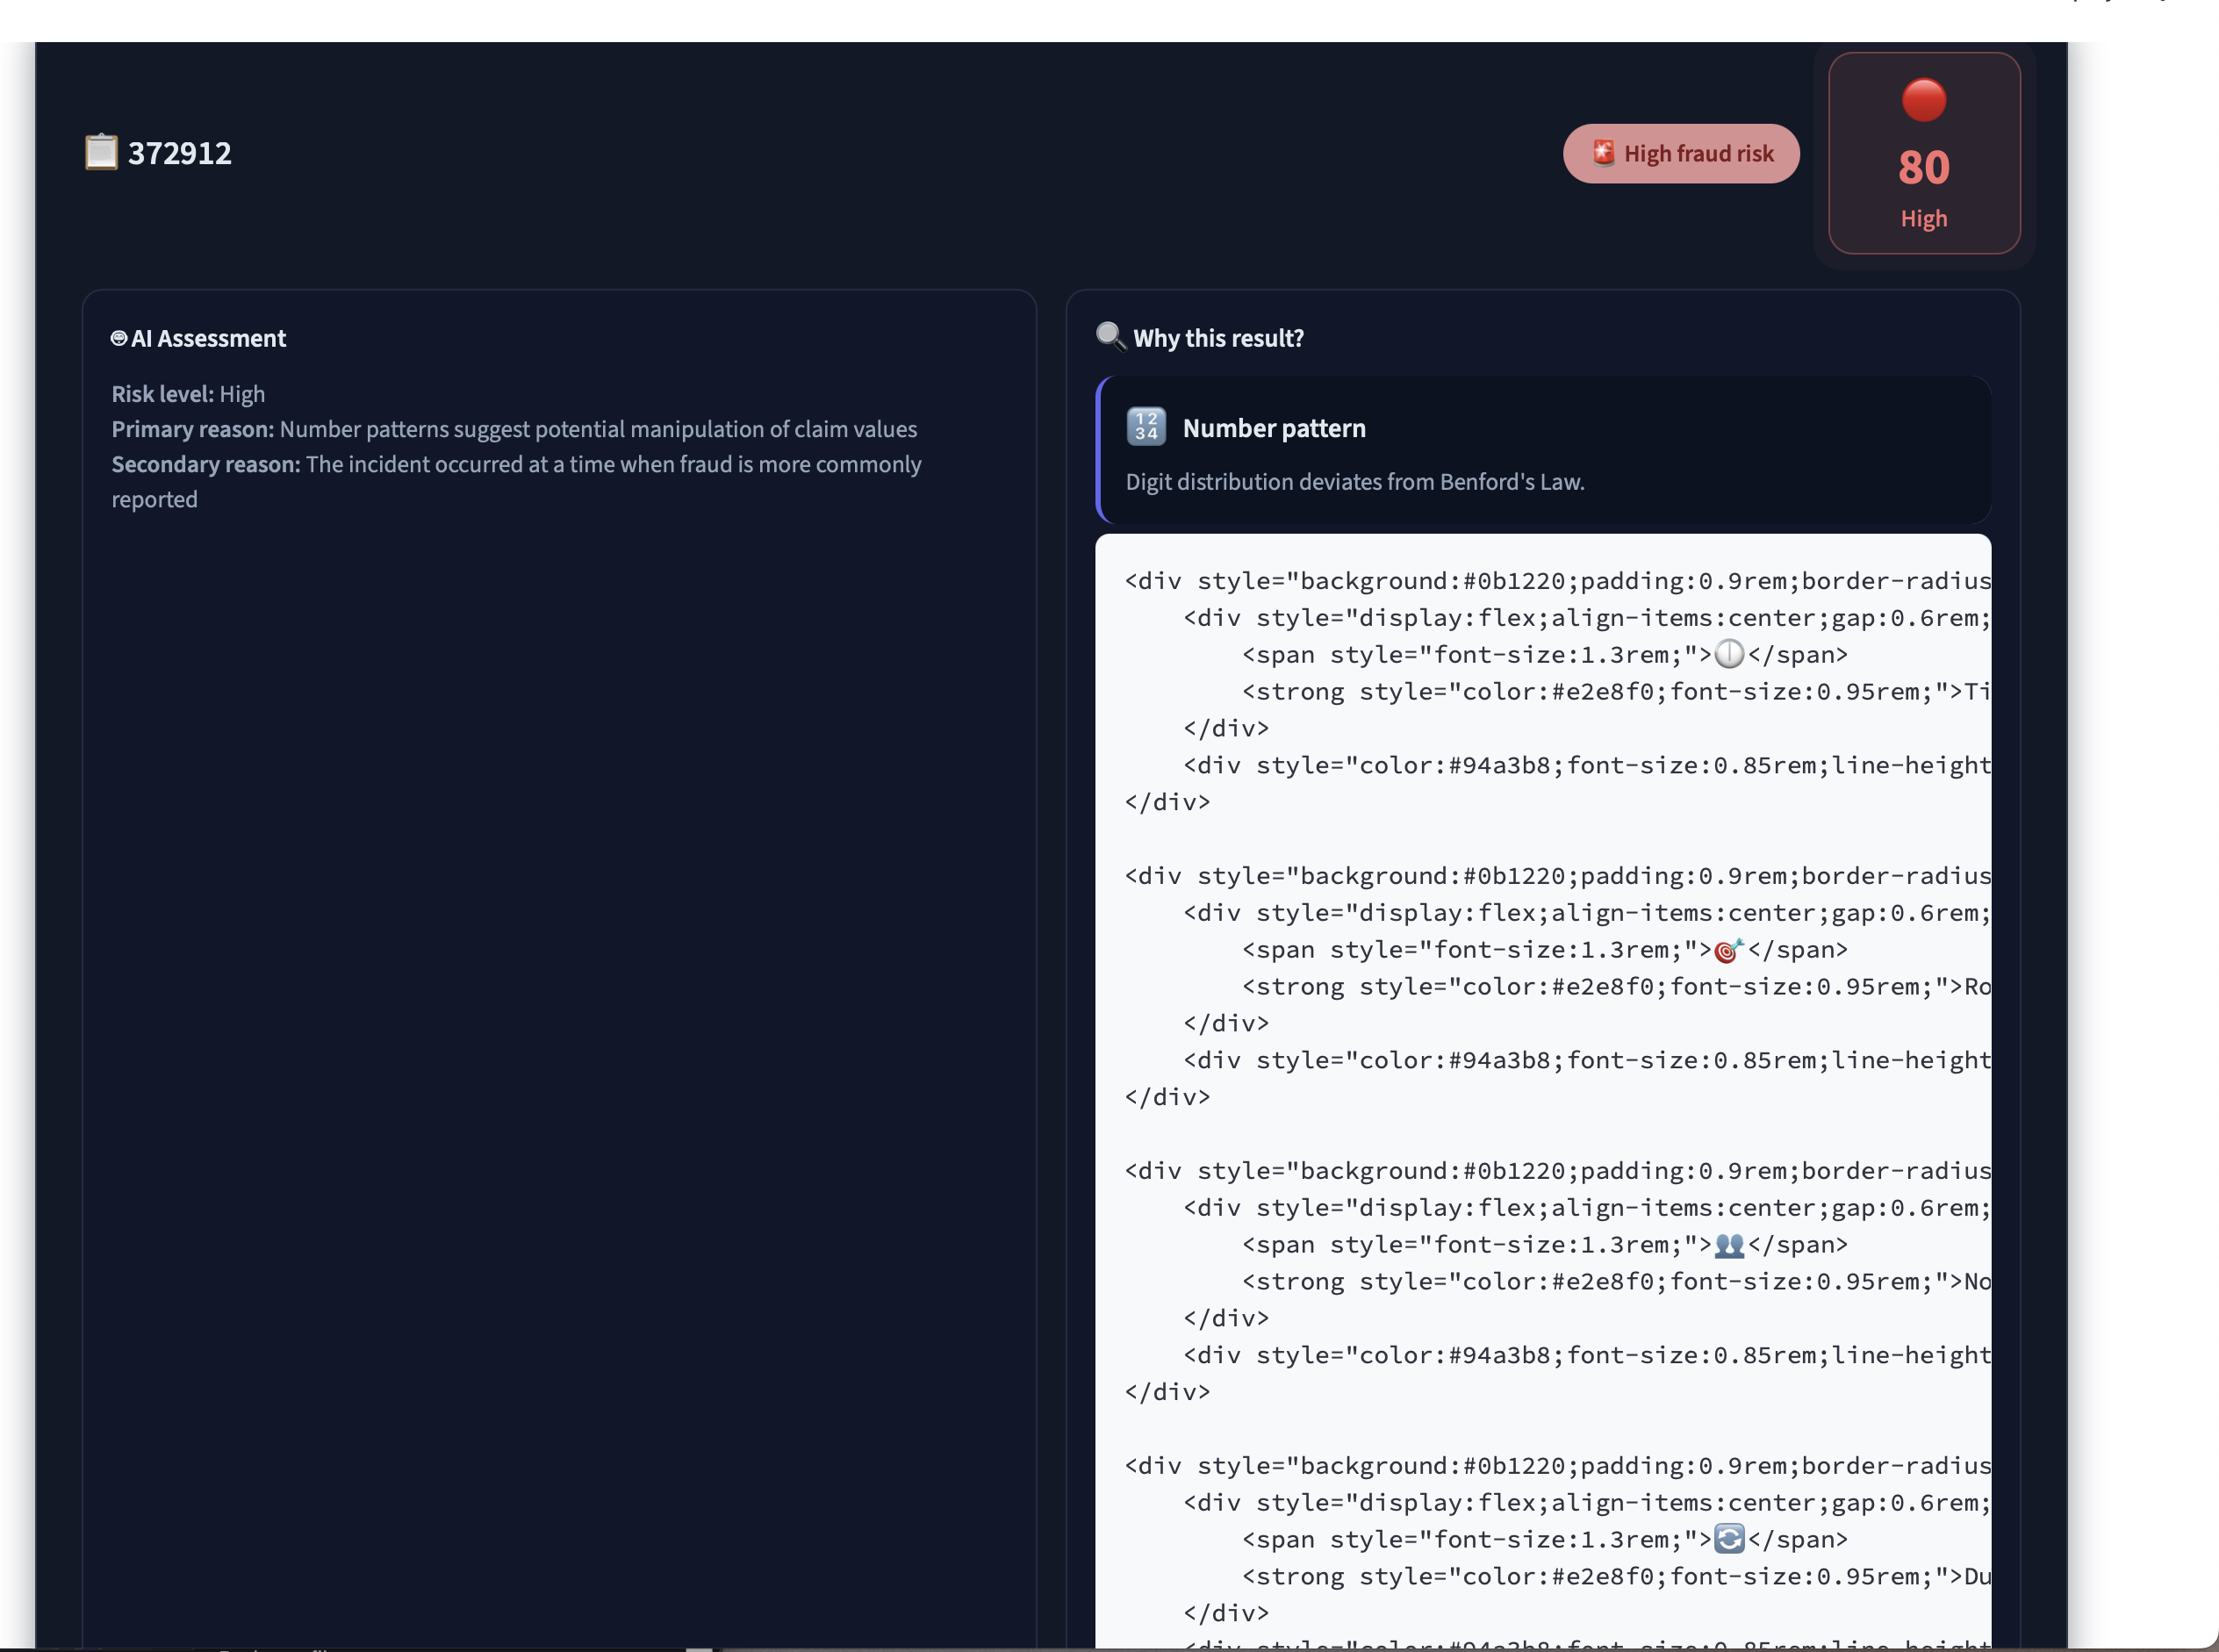 📋 372912
🚨 High fraud risk
80
High
AI Assessment
Risk level: High
Primary reason: Number patterns suggest potential manipulation of claim values
Secondary reason: The incident occurred at a time when fraud is more commonly
reported
🔍 Why this result?
🔢 Number pattern
Digit distribution deviates from Benford's Law.
<div style="background:#0b1220;padding:0.9rem;border-radius
<div style="display:flex;align-items:center;gap:0.6rem;
<span style="font-size:1.3rem;">🕕</span>
<strong style="color:#e2e8f0;font-size:0.95rem;">Ti
</div>
<div style="color:#94a3b8;font-size:0.85rem;line-height
</div>
<div style="background:#0b1220;padding:0.9rem;border-radius
<div style="display:flex;align-items:center;gap:0.6rem;
<span style="font-size:1.3rem;">🎯</span>
<strong style="color:#e2e8f0;font-size:0.95rem;">Ro
</div>
<div style="color:#94a3b8;font-size:0.85rem;line-height
</div>
<div style="background:#0b1220;padding:0.9rem;border-radius
<div style="display:flex;align-items:center;gap:0.6rem;
<span style="font-size:1.3rem;">👥</span>
<strong style="color:#e2e8f0;font-size:0.95rem;">No
</div>
<div style="color:#94a3b8;font-size:0.85rem;line-height
</div>
<div style="background:#0b1220;padding:0.9rem;border-radius
<div style="display:flex;align-items:center;gap:0.6rem;
<span style="font-size:1.3rem;">🔄</span>
<strong style="color:#e2e8f0;font-size:0.95rem;">Du
</div>
<div style="color:#94a3b8;font-size:0.85rem;line-height